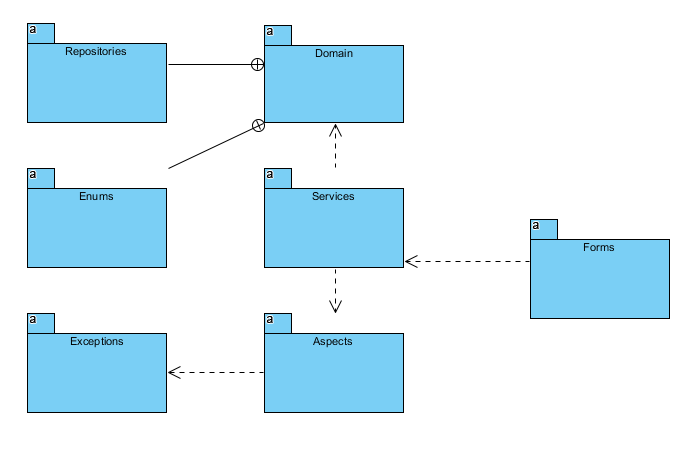 a
Repositories
a
Domain
a
Enums
a
Services
a
Forms
a
Exceptions
a
Aspects